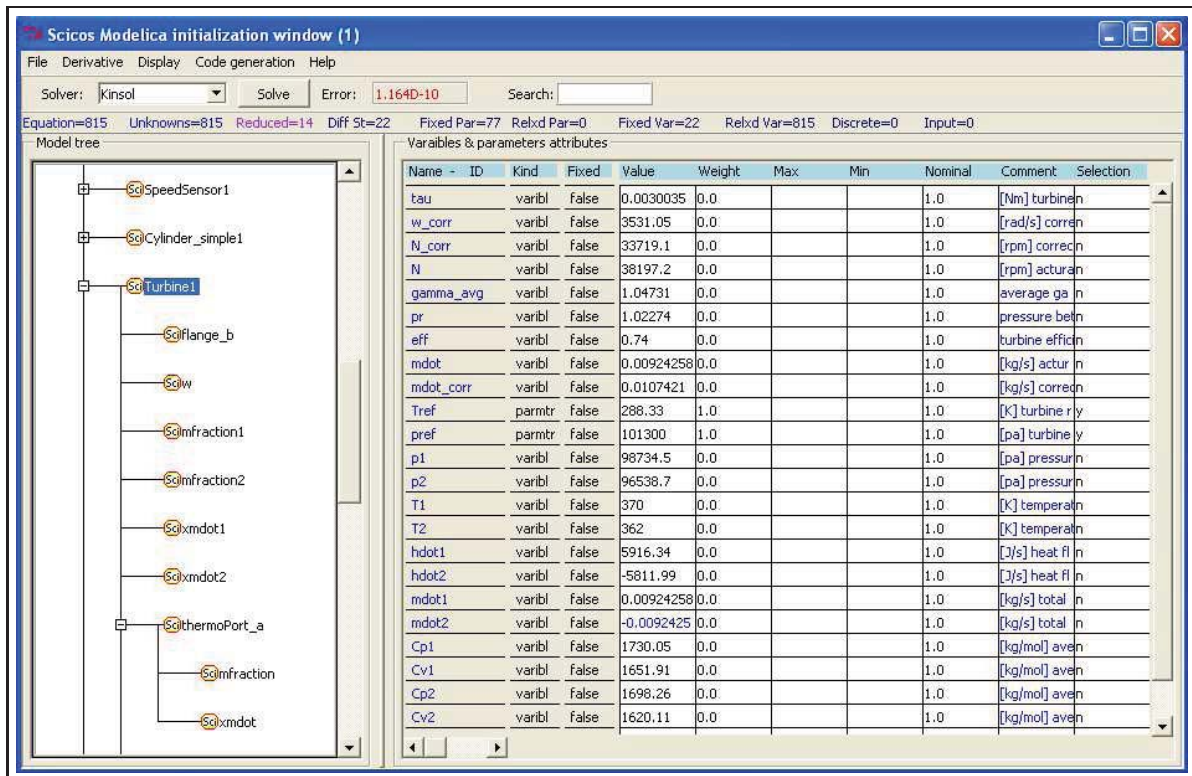 Scicos Modelica initialization window (1)
File Derivative Display Code generation Help
Solver: Kinsol Solve Error: 1.164D-10 Search:
Equation=815 Unknowns=815 Reduced=14 Diff St=22 Fixed Par=77 Relxd Par=0 Fixed Var=22 Relxd Var=815 Discrete=0 Input=0
Model tree
Sci SpeedSensor1
Sci Cylinder_simple1
Sci Turbine1
Sci flange_b
Sci w
Sci mfraction1
Sci mfraction2
Sci xmdot1
Sci xmdot2
Sci thermoPort_a
Sci mfraction
Sci xmdot
Varaibles & parameters attributes
Name - ID Kind Fixed Value Weight Max Min Nominal Comment Selection
tau varibl false 0.0030035 0.0 1.0 [Nm] turbine n
w_corr varibl false 3531.05 0.0 1.0 [rad/s] corre n
N_corr varibl false 33719.1 0.0 1.0 [rpm] correc n
N varibl false 38197.2 0.0 1.0 [rpm] actura n
gamma_avg varibl false 1.04731 0.0 1.0 average ga n
pr varibl false 1.02274 0.0 1.0 pressure bet n
eff varibl false 0.74 0.0 1.0 turbine effici n
mdot varibl false 0.00924258 0.0 1.0 [kg/s] actur n
mdot_corr varibl false 0.0107421 0.0 1.0 [kg/s] correc n
Tref parmtr false 288.33 1.0 1.0 [K] turbine r y
pref parmtr false 101300 1.0 1.0 [pa] turbine y
p1 varibl false 98734.5 0.0 1.0 [pa] pressur n
p2 varibl false 96538.7 0.0 1.0 [pa] pressur n
T1 varibl false 370 0.0 1.0 [K] temperat n
T2 varibl false 362 0.0 1.0 [K] temperat n
hdot1 varibl false 5916.34 0.0 1.0 [J/s] heat fl n
hdot2 varibl false -5811.99 0.0 1.0 [J/s] heat fl n
mdot1 varibl false 0.00924258 0.0 1.0 [kg/s] total n
mdot2 varibl false -0.0092425 0.0 1.0 [kg/s] total n
Cp1 varibl false 1730.05 0.0 1.0 [kg/mol] ave n
Cv1 varibl false 1651.91 0.0 1.0 [kg/mol] ave n
Cp2 varibl false 1698.26 0.0 1.0 [kg/mol] ave n
Cv2 varibl false 1620.11 0.0 1.0 [kg/mol] ave n